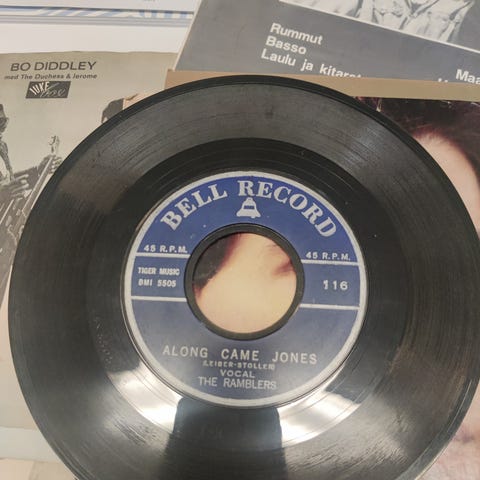 Rummut
Basso
Laulu ja kitarat
Maa
BO DIDDLEY
med The Duchess & Jerome
BELL RECORD
45 R.P.M.
45 R.P.M.
TIGER MUSIC
BMI 5505
116
ALONG CAME JONES
(LEIBER-STOLLER)
VOCAL
THE RAMBLERS